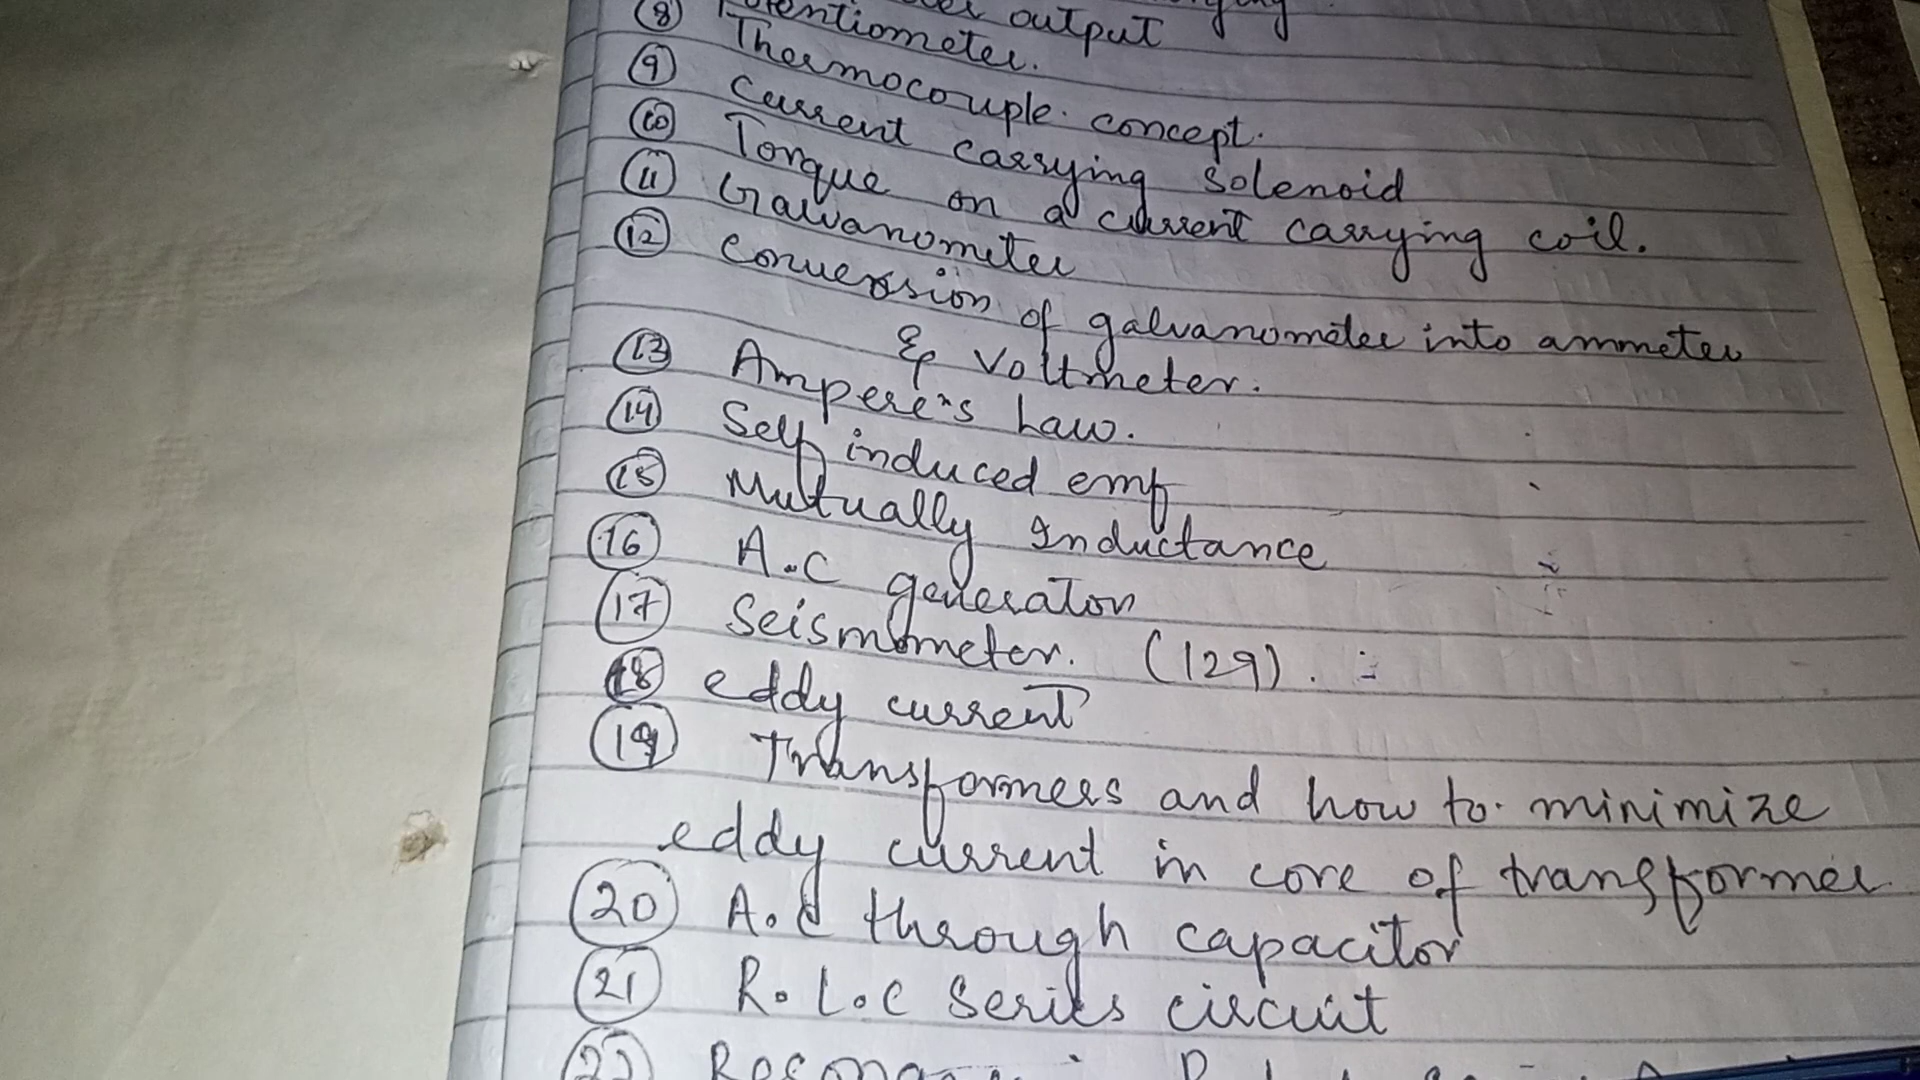 output
(8) Potentiometer.
(9) Thermocouple. concept.
(10) Current carrying solenoid
(11) Torque on a current carrying coil.
(12) Galvanometer
Conversion of galvanometer into ammeter
& Voltmeter.
(13) Ampere's Law.
(14) Self induced emf
(15) Mutually Inductance
(16) A.C generator
(17) Seismometer. (129).
(18) eddy current
(19) Transformers and how to minimize
eddy current in core of transformer
(20) A.C through capacitor
(21) R.L.C Series circuit
(22)